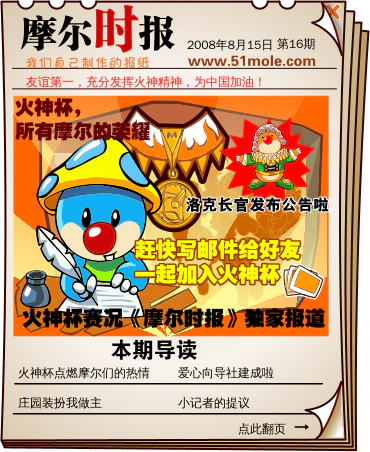 摩尔时报
2008年8月15日 第16期
我们自己制作的报纸
www.51mole.com
友谊第一，充分发挥火神精神，为中国加油！
火神杯，
所有摩尔的荣耀
M
洛克长官发布公告啦
赶快写邮件给好友
一起加入火神杯
火神杯赛况《摩尔时报》独家报道
本期导读
火神杯点燃摩尔们的热情
爱心向导社建成啦
庄园装扮我做主
小记者的提议
点此翻页 →